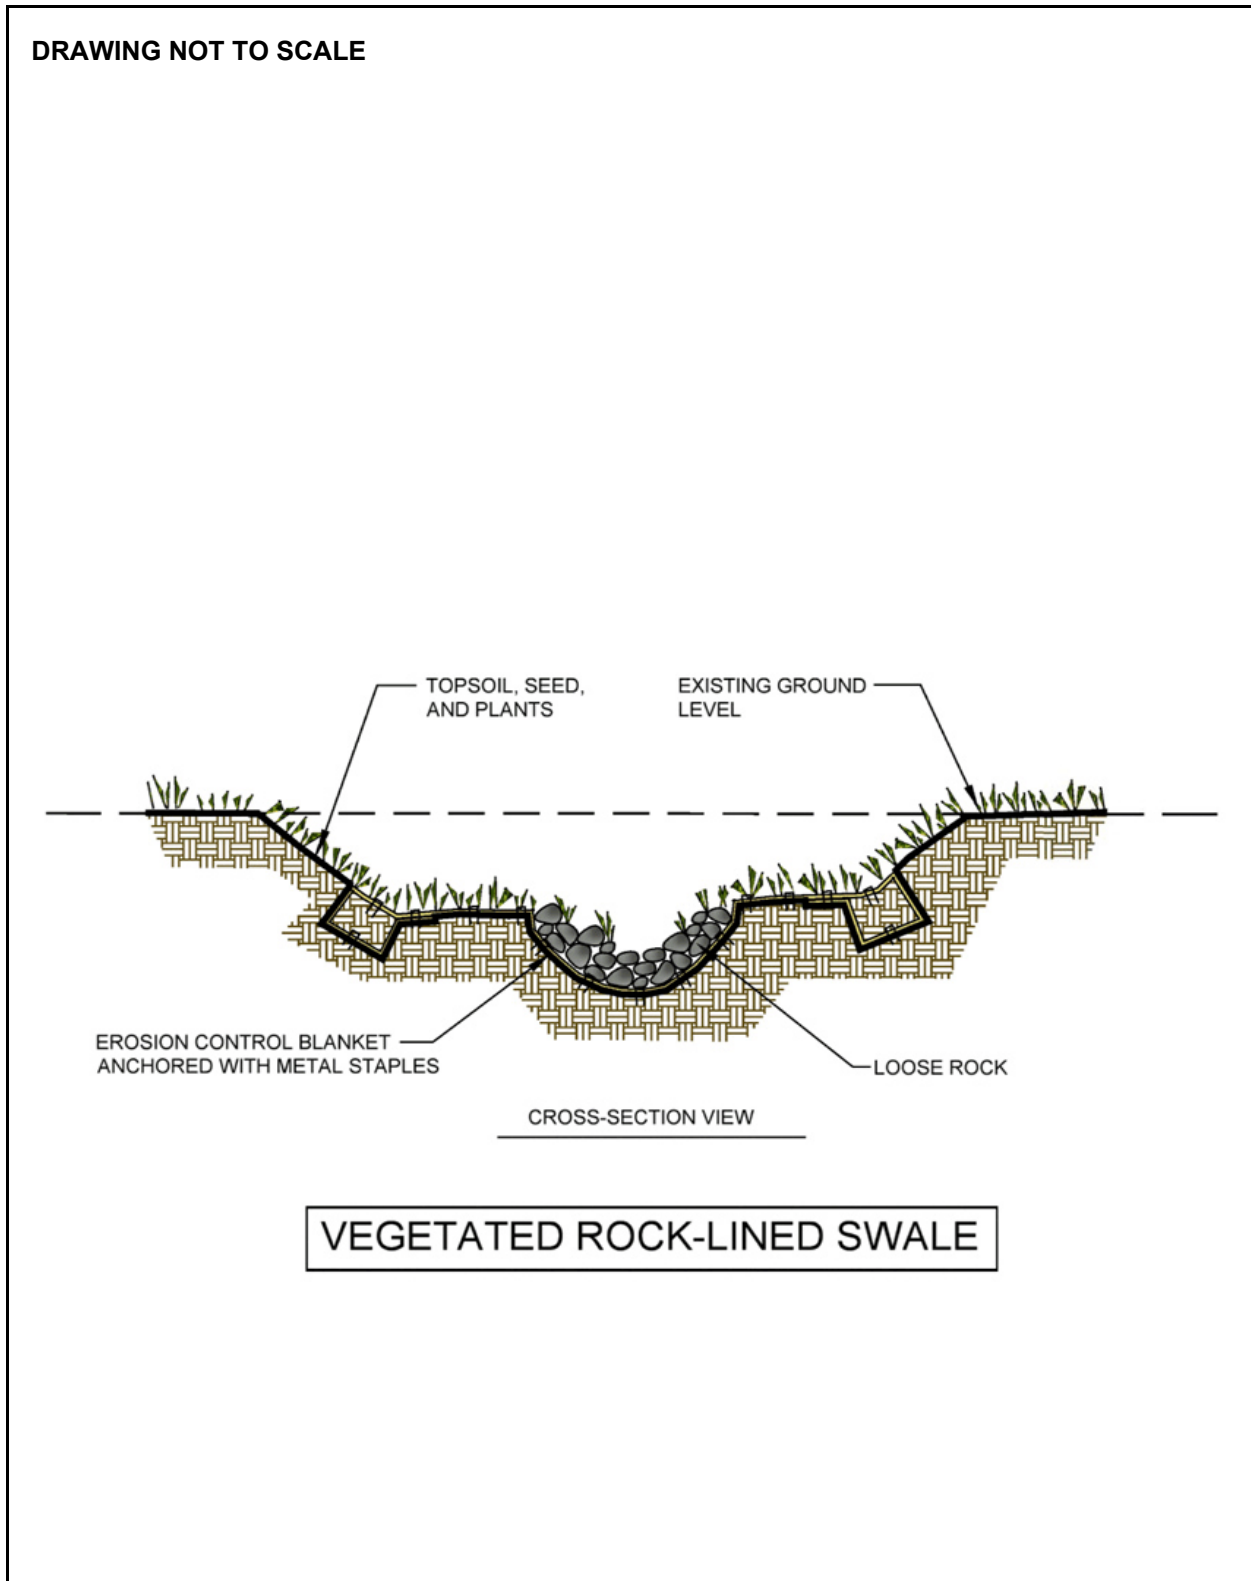 DRAWING NOT TO SCALE
TOPSOIL, SEED,
AND PLANTS
EXISTING GROUND
LEVEL
EROSION CONTROL BLANKET
ANCHORED WITH METAL STAPLES
LOOSE ROCK
CROSS-SECTION VIEW
VEGETATED ROCK-LINED SWALE